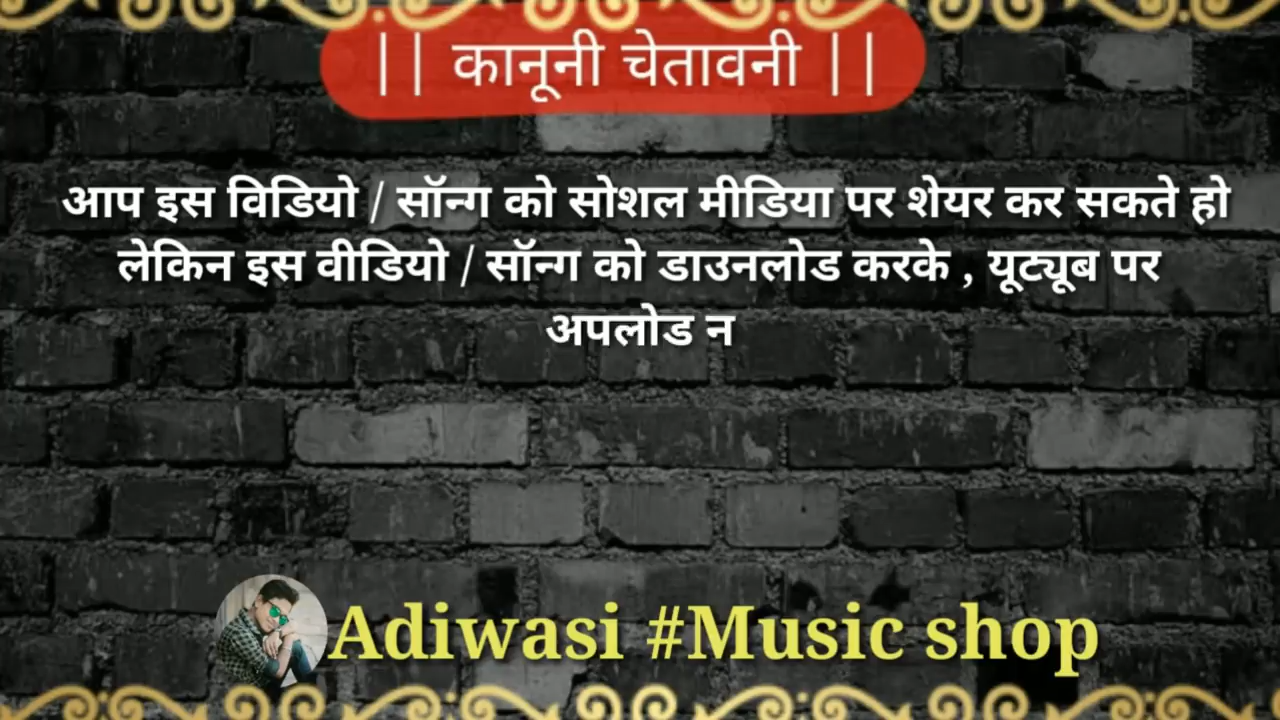 || कानूनी चेतावनी ||
आप इस विडियो / सॉन्ग को सोशल मीडिया पर शेयर कर सकते हो
लेकिन इस वीडियो / सॉन्ग को डाउनलोड करके , यूट्यूब पर
अपलोड न
Adiwasi #Music shop